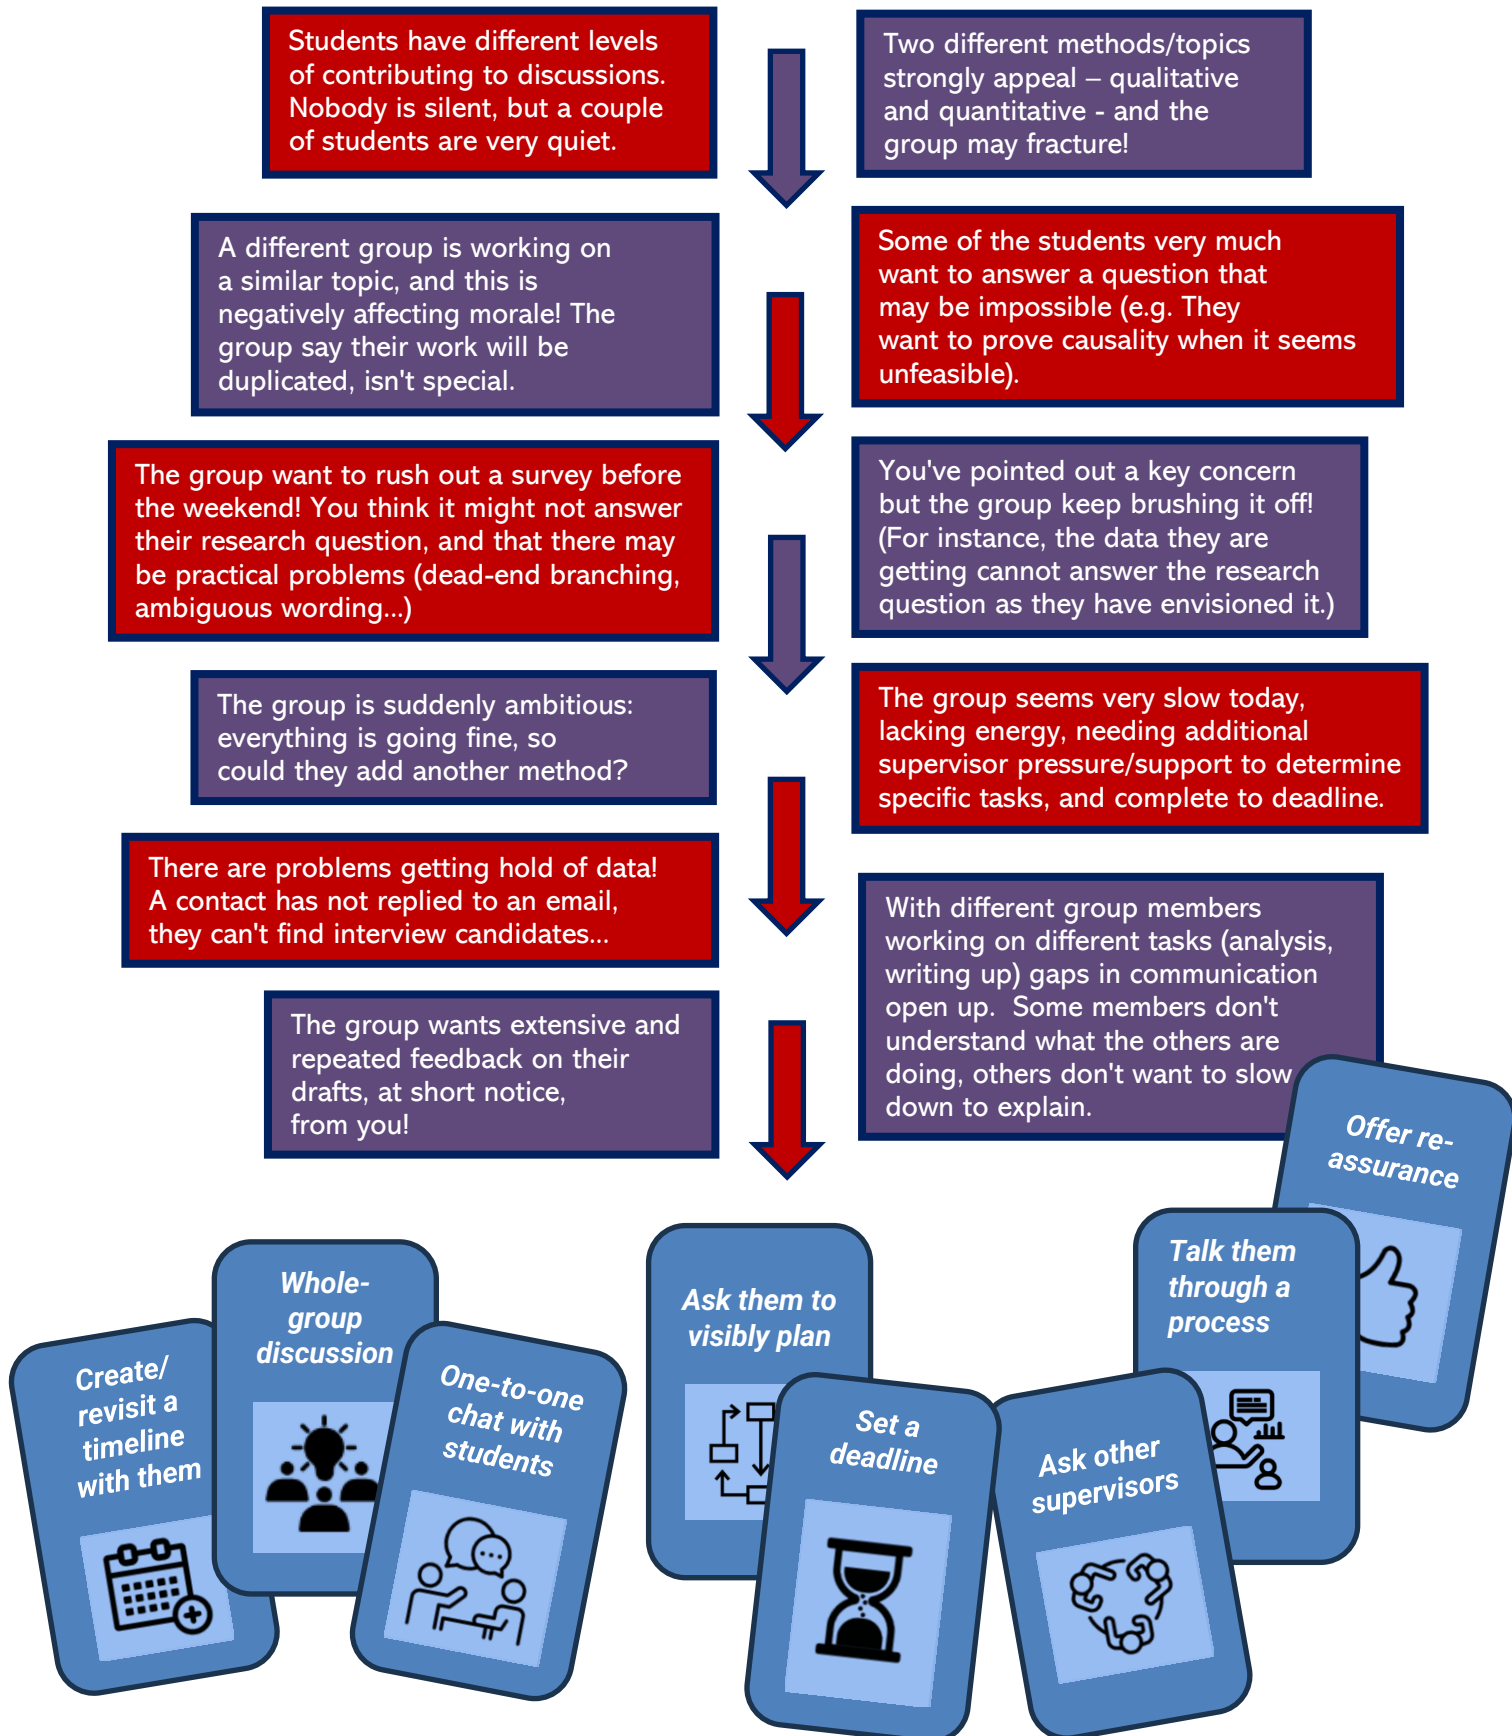 Students have different levels
of contributing to discussions.
Nobody is silent, but a couple
of students are very quiet.
Two different methods/topics
strongly appeal – qualitative
and quantitative - and the
group may fracture!
A different group is working on
a similar topic, and this is
negatively affecting morale! The
group say their work will be
duplicated, isn't special.
Some of the students very much
want to answer a question that
may be impossible (e.g. They
want to prove causality when it seems
unfeasible).
The group want to rush out a survey before
the weekend! You think it might not answer
their research question, and that there may
be practical problems (dead-end branching,
ambiguous wording...)
You've pointed out a key concern
but the group keep brushing it off!
(For instance, the data they are
getting cannot answer the research
question as they have envisioned it.)
The group is suddenly ambitious:
everything is going fine, so
could they add another method?
The group seems very slow today,
lacking energy, needing additional
supervisor pressure/support to determine
specific tasks, and complete to deadline.
There are problems getting hold of data!
A contact has not replied to an email,
they can't find interview candidates...
With different group members
working on different tasks (analysis,
writing up) gaps in communication
open up.  Some members don't
understand what the others are
doing, others don't want to slow
down to explain.
The group wants extensive and
repeated feedback on their
drafts, at short notice,
from you!
Create/
revisit a
timeline
with them
Whole-
group
discussion
One-to-one
chat with
students
Ask them to
visibly plan
Set a
deadline
Ask other
supervisors
Talk them
through a
process
Offer re-
assurance